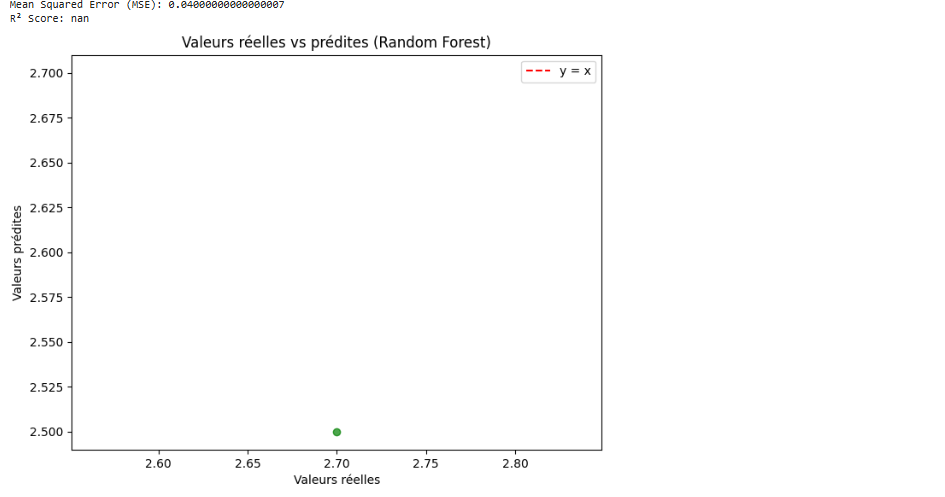 Mean Squared Error (MSE): 0.04000000000000007
R² Score: nan
Valeurs réelles vs prédites (Random Forest)
y = x
Valeurs prédites
2.700
2.675
2.650
2.625
2.600
2.575
2.550
2.525
2.500
2.60 2.65 2.70 2.75 2.80
Valeurs réelles